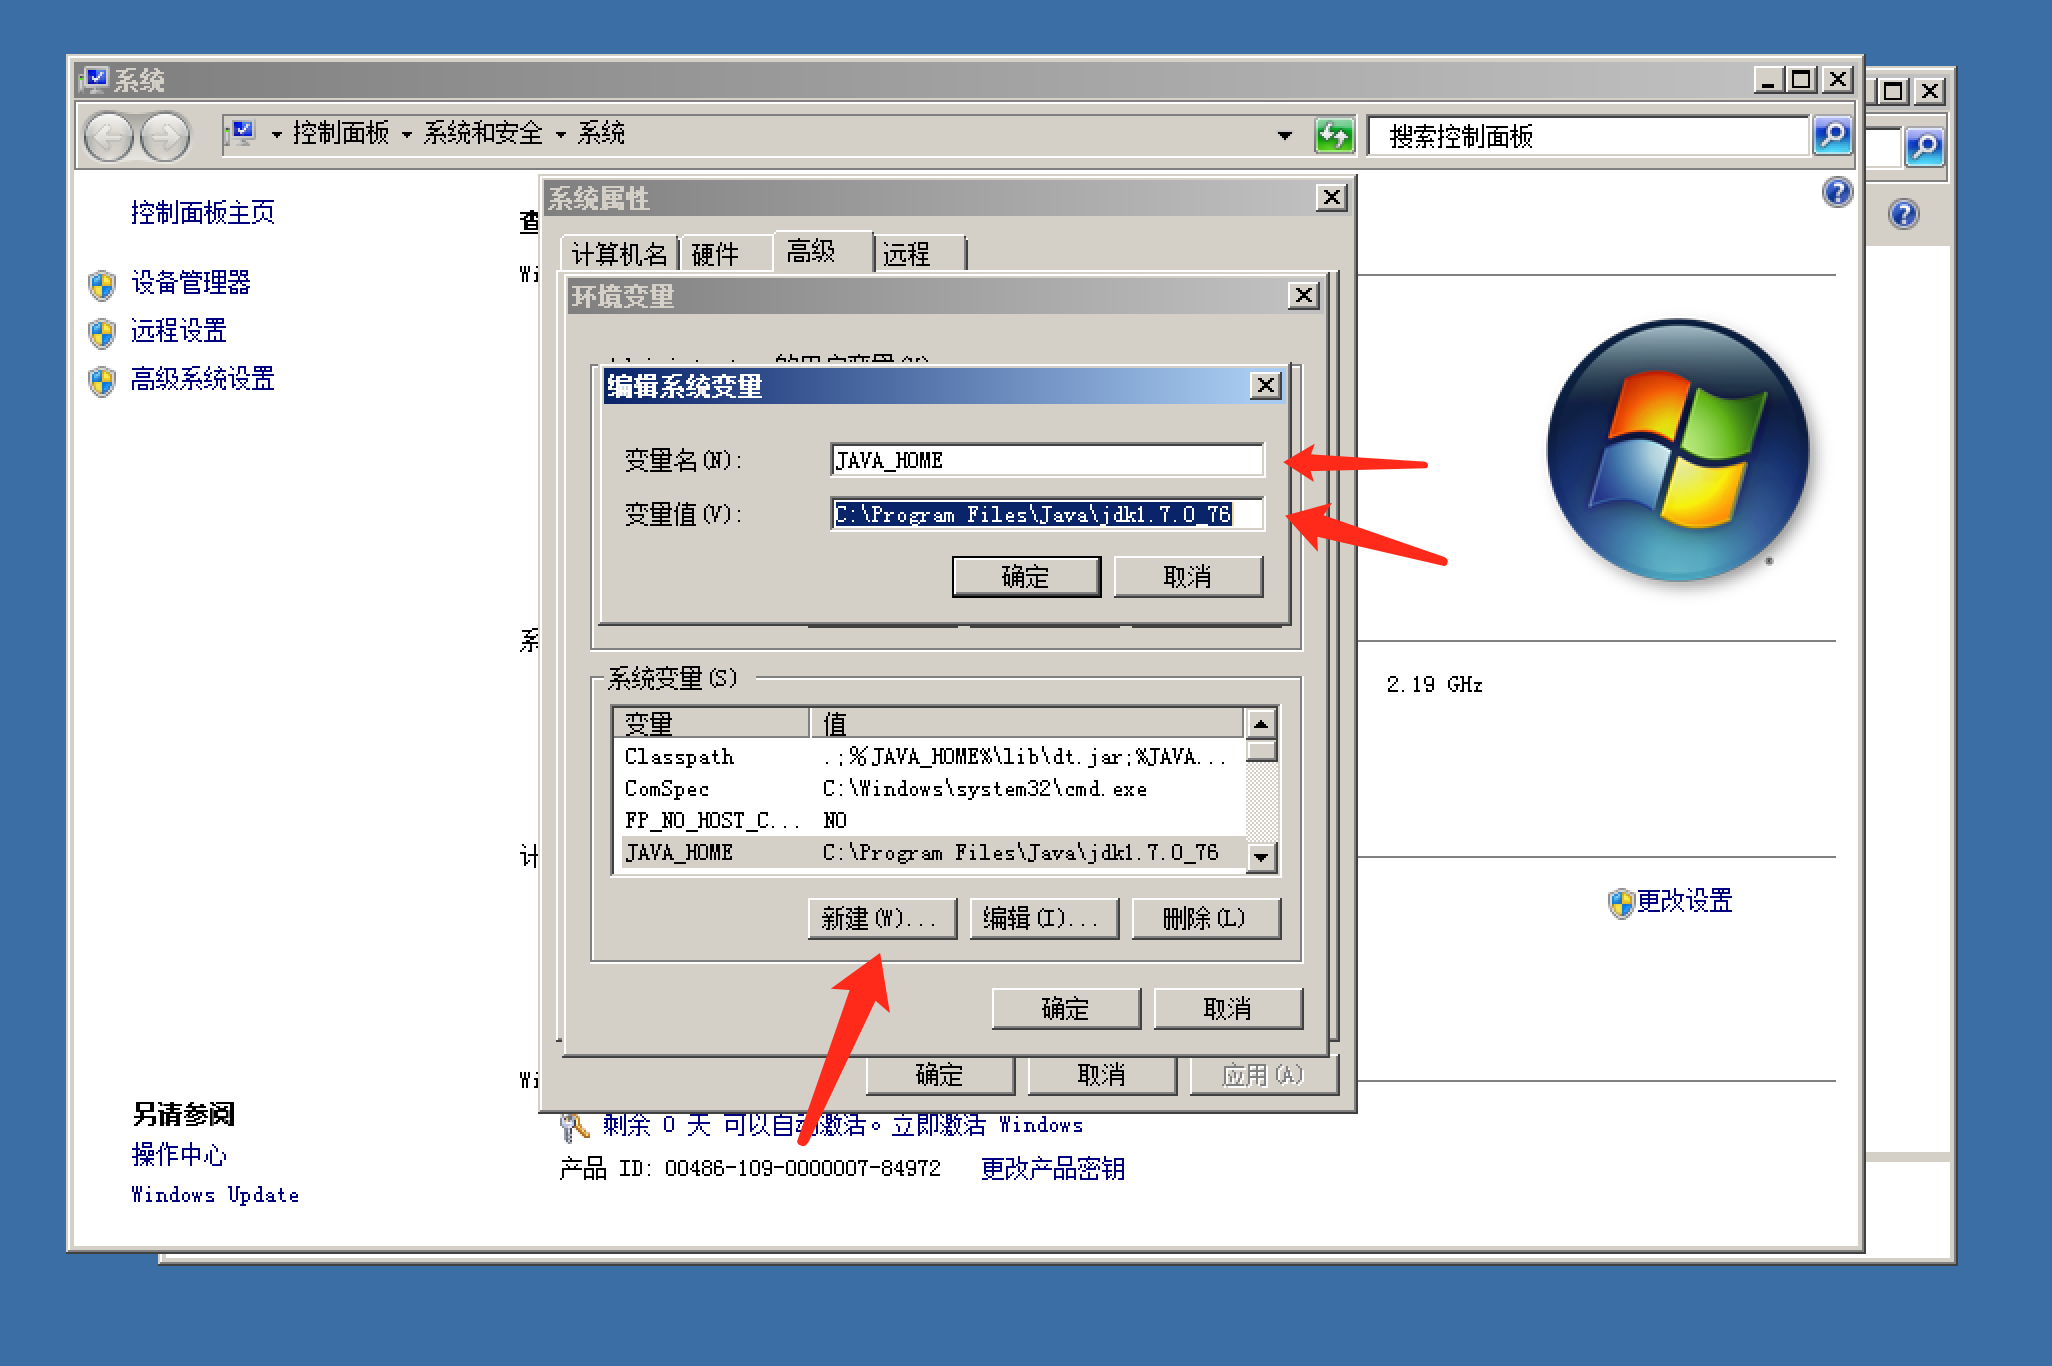 系统
控制面板 系统和安全 系统
搜索控制面板
控制面板主页
设备管理器
远程设置
高级系统设置
查
Wi
系
计
Wi
系统属性
计算机名 硬件 高级 远程
环境变量
编辑系统变量
变量名(N): JAVA_HOME
变量值(V): C:\Program Files\Java\jdk1.7.0_76
确定 取消
系统变量(S)
变量 值
Classpath .;%JAVA_HOME%\lib\dt.jar;%JAVA...
ComSpec C:\Windows\system32\cmd.exe
FP_NO_HOST_C... NO
JAVA_HOME C:\Program Files\Java\jdk1.7.0_76
新建(W)... 编辑(I)... 删除(L)
确定 取消
确定 取消 应用(A)
2.19 GHz
更改设置
另请参阅
操作中心
Windows Update
剩余 0 天 可以自动激活。立即激活 Windows
产品 ID: 00486-109-0000007-84972 更改产品密钥